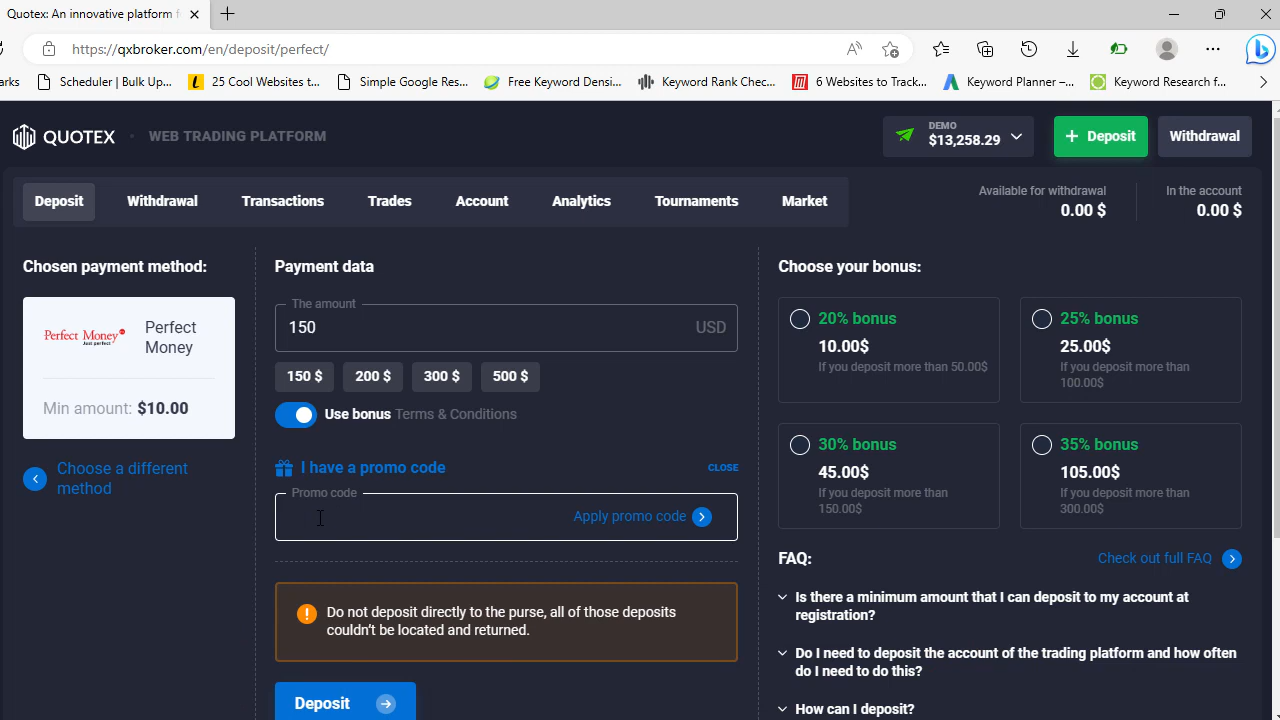 Quotex: An innovative platform f
https://qxbroker.com/en/deposit/perfect/
arks
Scheduler | Bulk Up...
25 Cool Websites t...
Simple Google Res...
Free Keyword Densi...
Keyword Rank Chec...
6 Websites to Track...
Keyword Planner –...
Keyword Research f...
QUOTEX
WEB TRADING PLATFORM
DEMO
$13,258.29
+ Deposit
Withdrawal
Deposit
Withdrawal
Transactions
Trades
Account
Analytics
Tournaments
Market
Available for withdrawal
0.00 $
In the account
0.00 $
Chosen payment method:
Perfect Money
Just perfect
Perfect
Money
Min amount: $10.00
Choose a different
method
Payment data
The amount
150 USD
150 $
200 $
300 $
500 $
Use bonus Terms & Conditions
I have a promo code
CLOSE
Promo code
Apply promo code
Do not deposit directly to the purse, all of those deposits
couldn't be located and returned.
Deposit
Choose your bonus:
20% bonus
10.00$
If you deposit more than 50.00$
25% bonus
25.00$
If you deposit more than
100.00$
30% bonus
45.00$
If you deposit more than
150.00$
35% bonus
105.00$
If you deposit more than
300.00$
FAQ:
Check out full FAQ
Is there a minimum amount that I can deposit to my account at
registration?
Do I need to deposit the account of the trading platform and how often
do I need to do this?
How can I deposit?